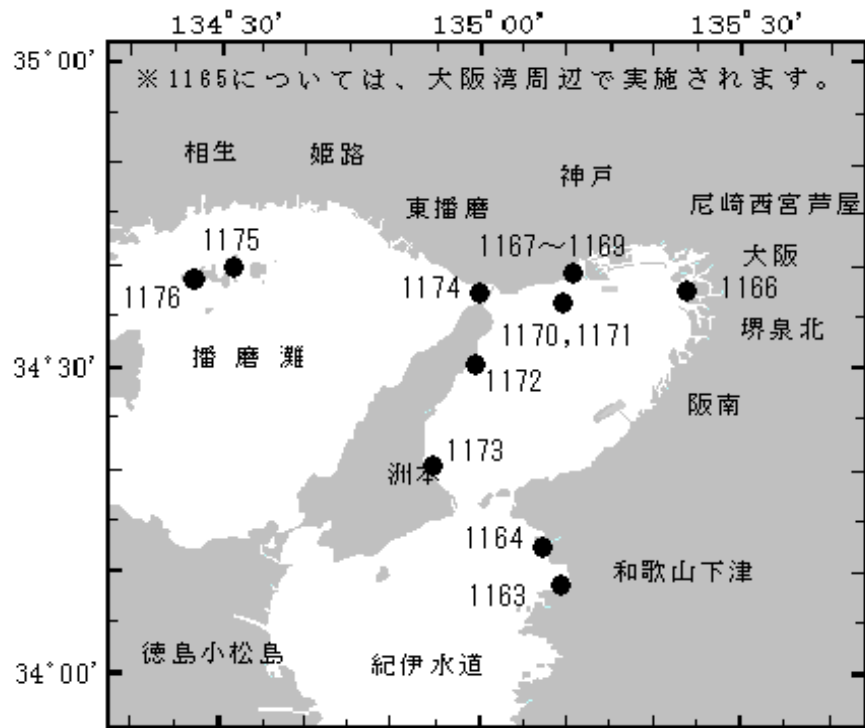 134°30' 135°00' 135°30'
35°00'
※1165については、大阪湾周辺で実施されます。
相生 姫路
神戸
東播磨
尼崎西宮芦屋
1175
1167～1169
大阪
1176
1174
1166
1170,1171
堺泉北
播磨灘
34°30'
1172
阪南
1173
洲本
1164
和歌山下津
1163
徳島小松島
紀伊水道
34°00'